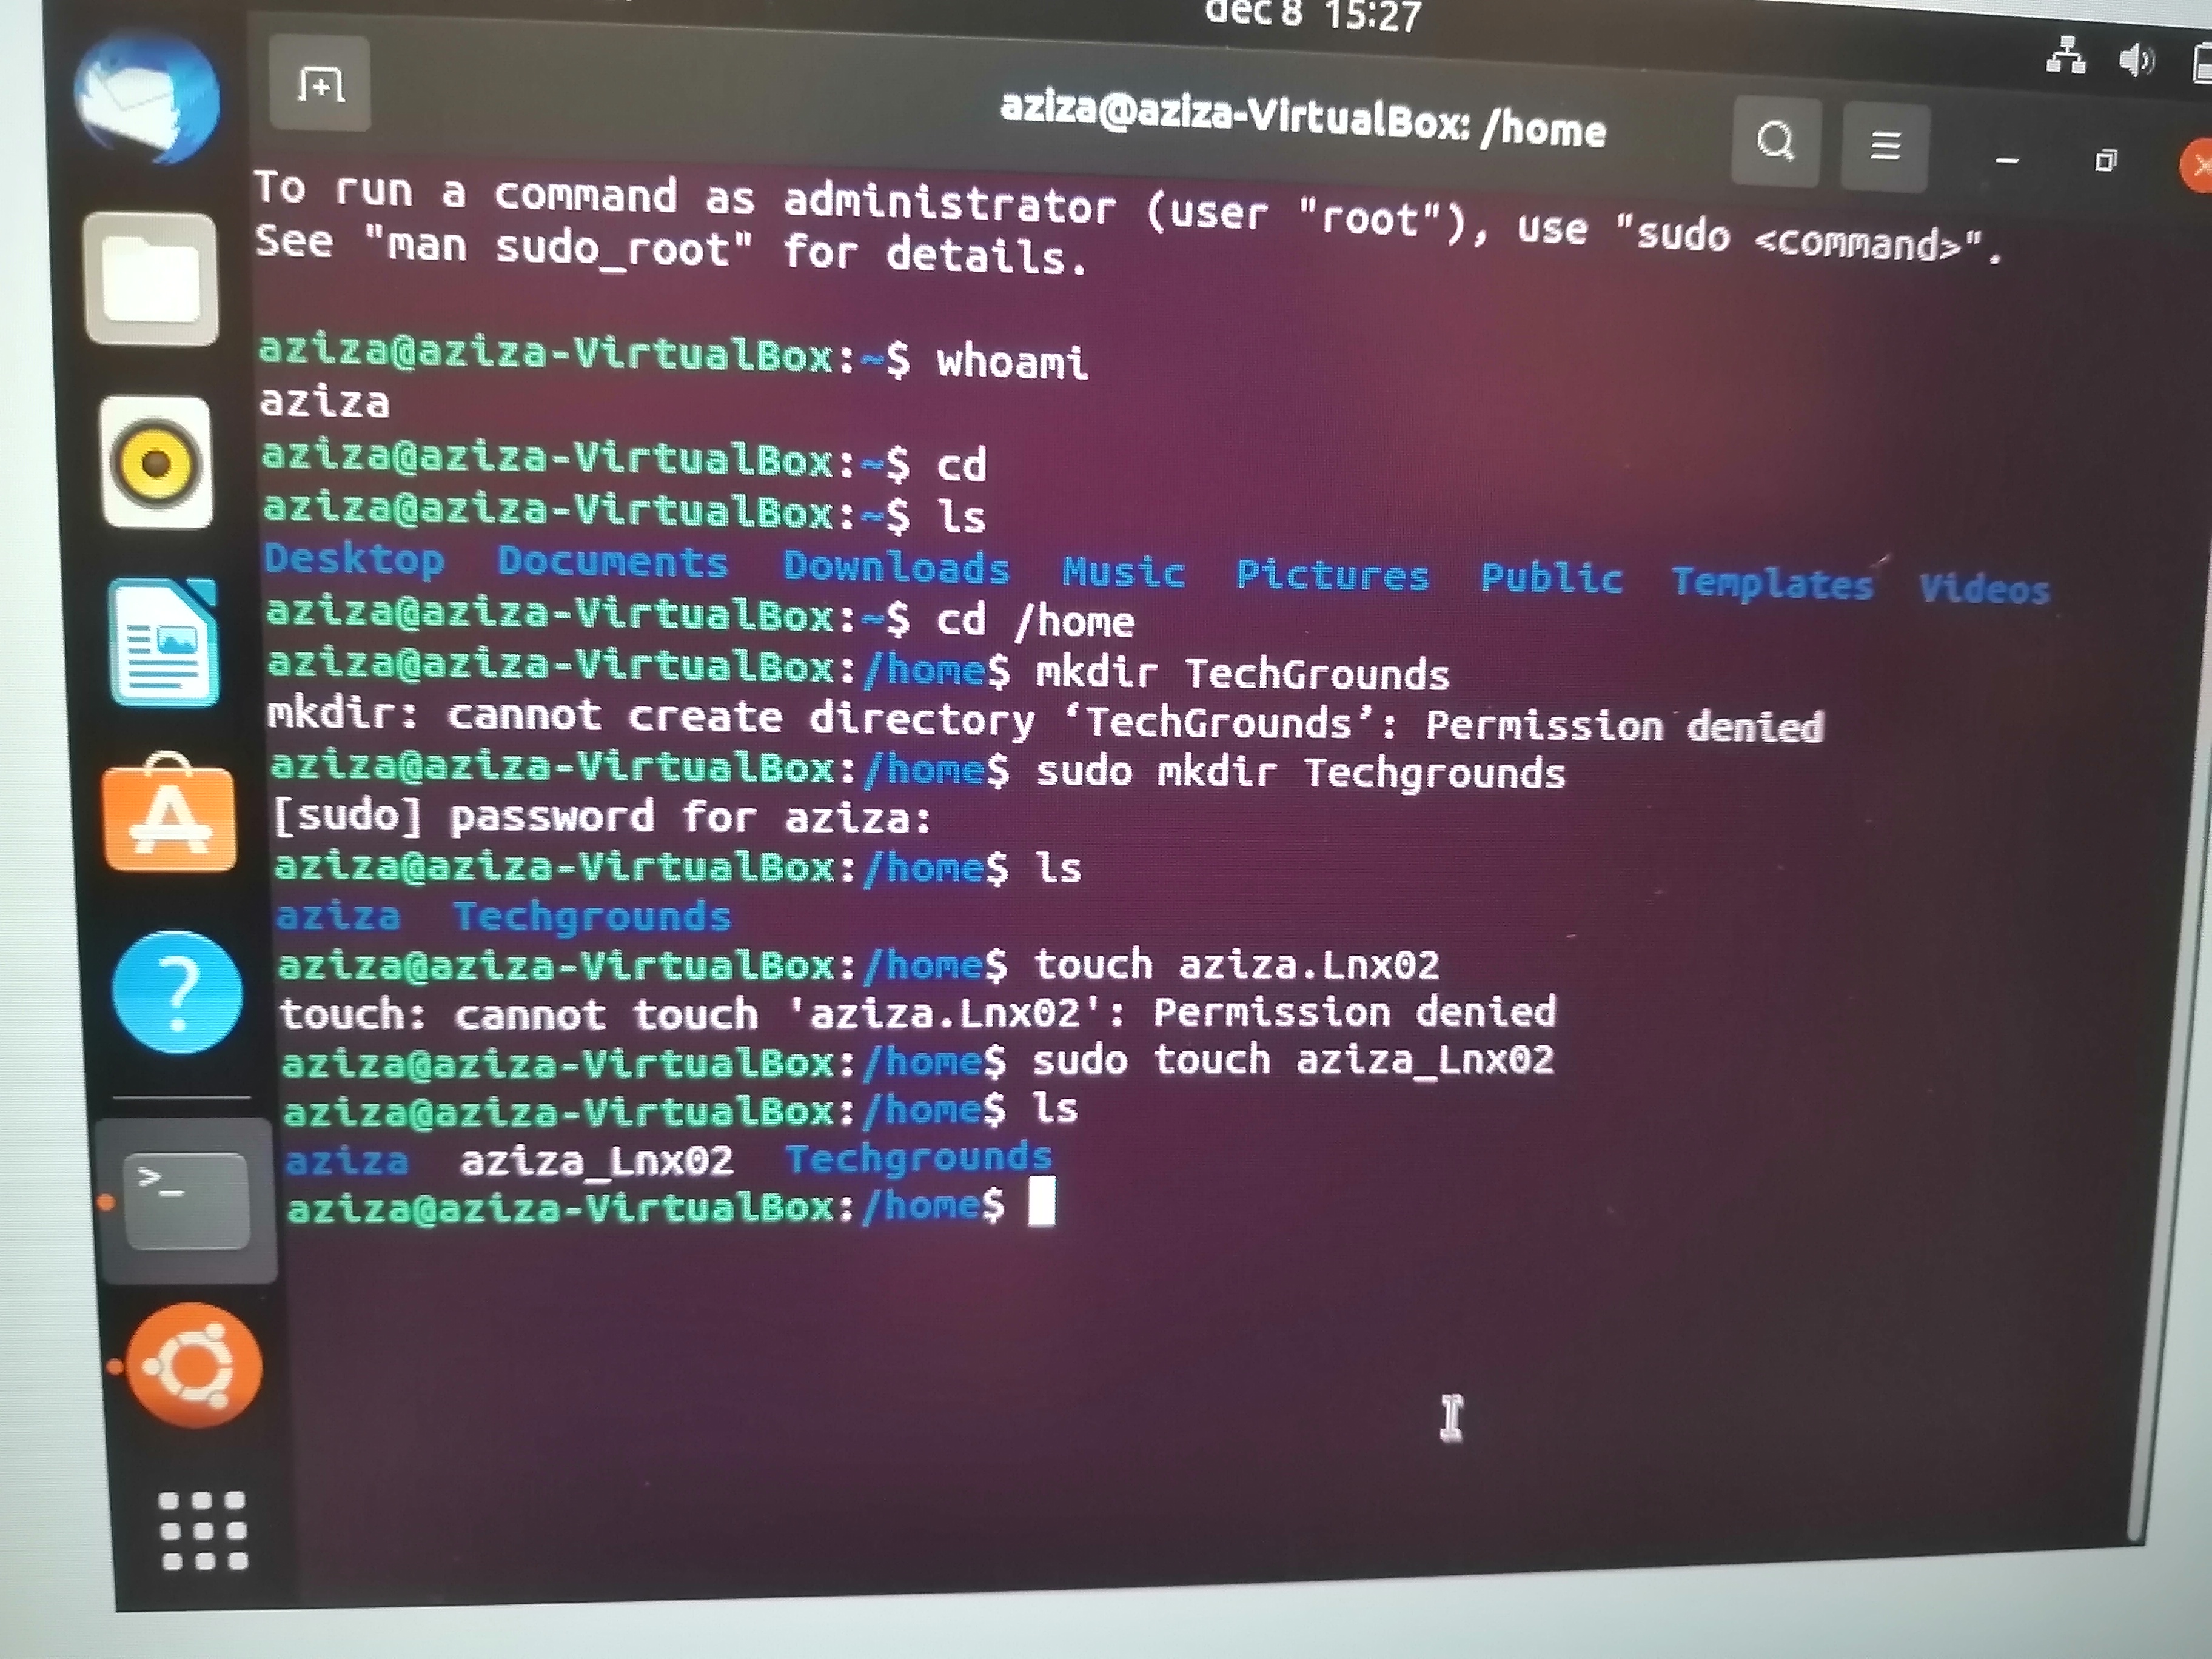 dec 8 15:27
aziza@aziza-VirtualBox: /home
To run a command as administrator (user "root"), use "sudo <command>".
See "man sudo_root" for details.
aziza@aziza-VirtualBox:~$ whoami
aziza
aziza@aziza-VirtualBox:~$ cd
aziza@aziza-VirtualBox:~$ ls
Desktop Documents Downloads Music Pictures Public Templates Videos
aziza@aziza-VirtualBox:~$ cd /home
aziza@aziza-VirtualBox:/home$ mkdir TechGrounds
mkdir: cannot create directory ‘TechGrounds’: Permission denied
aziza@aziza-VirtualBox:/home$ sudo mkdir Techgrounds
[sudo] password for aziza:
aziza@aziza-VirtualBox:/home$ ls
aziza Techgrounds
aziza@aziza-VirtualBox:/home$ touch aziza.Lnx02
touch: cannot touch 'aziza.Lnx02': Permission denied
aziza@aziza-VirtualBox:/home$ sudo touch aziza_Lnx02
aziza@aziza-VirtualBox:/home$ ls
aziza aziza_Lnx02 Techgrounds
aziza@aziza-VirtualBox:/home$